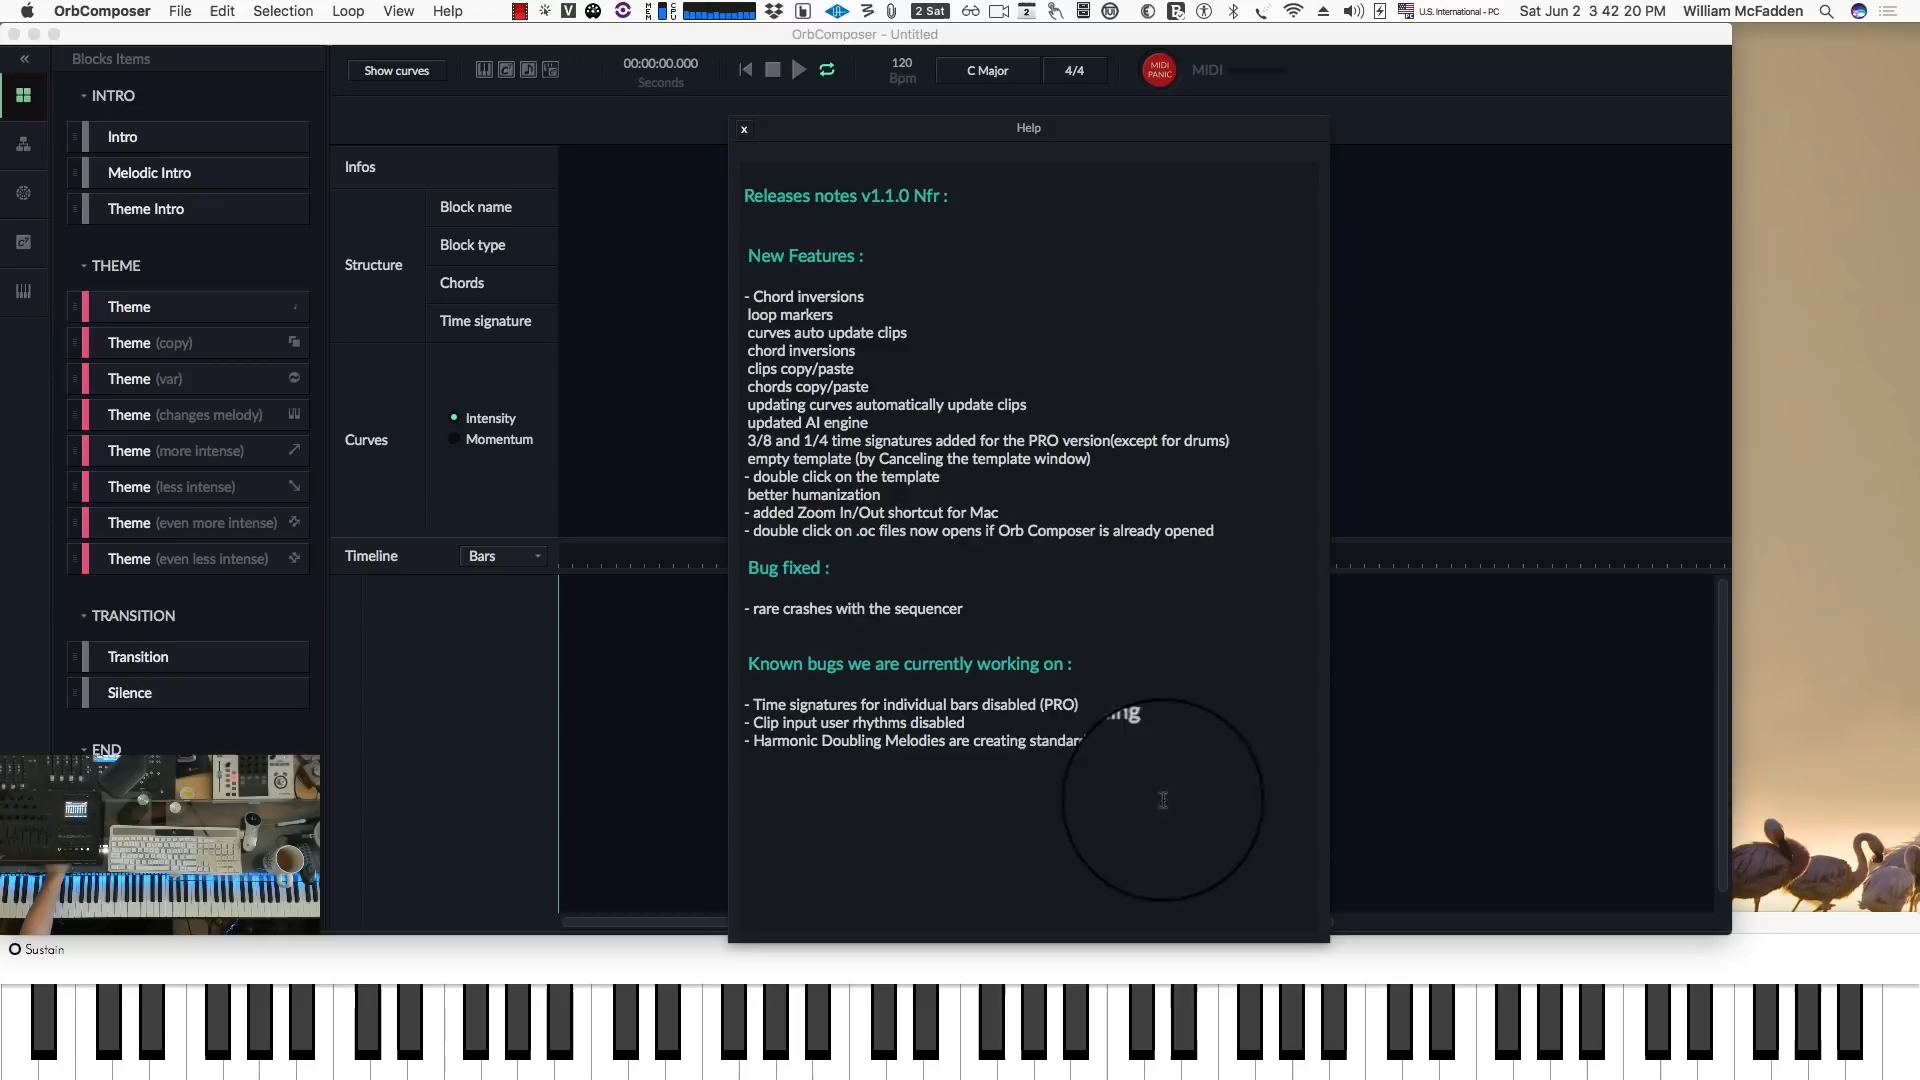 OrbComposer File Edit Selection Loop View Help
2 Sat
U.S. International - PC
Sat Jun 2 3 42 20 PM
William McFadden
OrbComposer - Untitled
Blocks Items
INTRO
Intro
Melodic Intro
Theme Intro
THEME
Theme
Theme (copy)
Theme (var)
Theme (changes melody)
Theme (more intense)
Theme (less intense)
Theme (even more intense)
Theme (even less intense)
TRANSITION
Transition
Silence
END
Show curves
00:00:00.000
Seconds
120
Bpm
C Major
4/4
MIDI
PANIC
MIDI
Infos
Structure
Block name
Block type
Chords
Time signature
Curves
Intensity
Momentum
Timeline
Bars
x
Help
Releases notes v1.1.0 Nfr :
New Features :
- Chord inversions
loop markers
curves auto update clips
chord inversions
clips copy/paste
chords copy/paste
updating curves automatically update clips
updated AI engine
3/8 and 1/4 time signatures added for the PRO version(except for drums)
empty template (by Canceling the template window)
- double click on the template
better humanization
- added Zoom In/Out shortcut for Mac
- double click on .oc files now opens if Orb Composer is already opened
Bug fixed :
- rare crashes with the sequencer
Known bugs we are currently working on :
- Time signatures for individual bars disabled (PRO)
- Clip input user rhythms disabled
- Harmonic Doubling Melodies are creating standar
Sustain